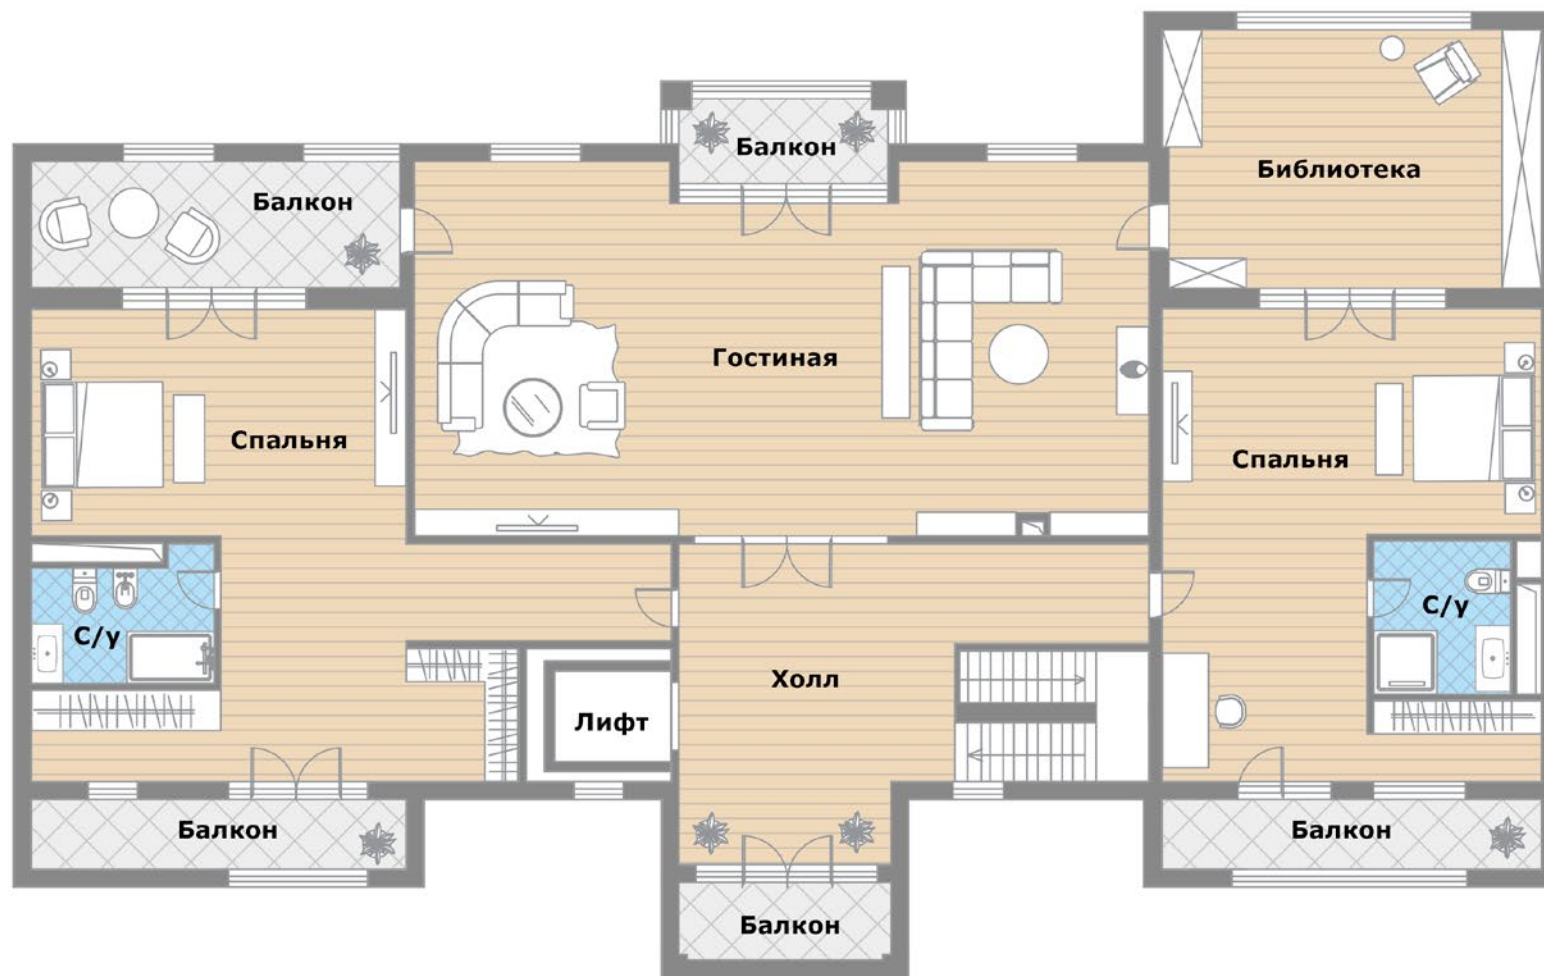 Балкон
Библиотека
Балкон
Гостиная
Спальня
Спальня
С/у
С/у
Холл
Лифт
Балкон
Балкон
Балкон